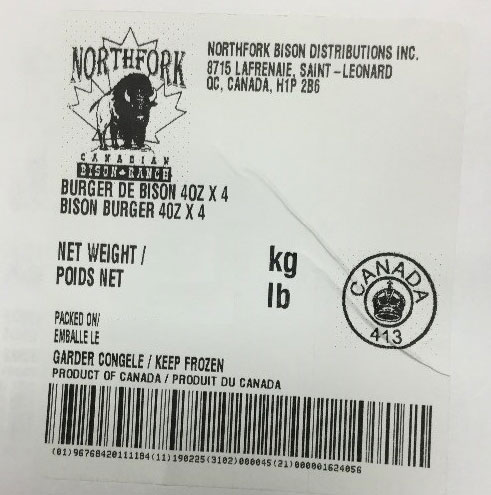 NORTHFORK
CANADIAN
BISON RANCH
NORTHFORK BISON DISTRIBUTIONS INC.
8715 LAFRENAIE, SAINT-LEONARD
QC, CANADA, H1P 2B6
BURGER DE BISON 4OZ X 4
BISON BURGER 4OZ X 4
NET WEIGHT /
POIDS NET
kg
lb
CANADA
413
PACKED ON/
EMBALLE LE
GARDER CONGELE / KEEP FROZEN
PRODUCT OF CANADA / PRODUIT DU CANADA
(01)96768420111184(11)190225(3102)000045(21)000001624056